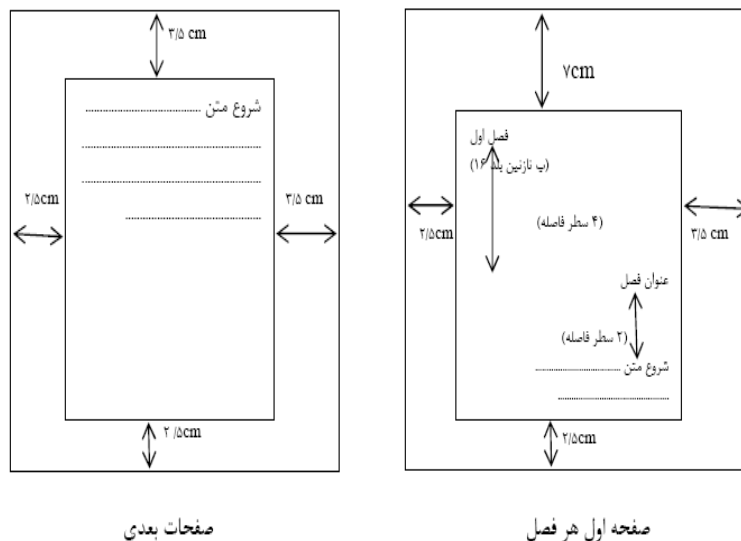 ۷cm
فصل اول
(ب نازنین بلد ۱۶)
۲/۵cm
۳/۵ cm
(۴ سطر فاصله)
عنوان فصل
(۲ سطر فاصله)
شروع متن ........................
........................
۲/۵cm
صفحه اول هر فصل
۳/۵ cm
شروع متن ........................
........................
........................
........................
۲/۵cm
۳/۵ cm
۲ /۵cm
صفحات بعدی